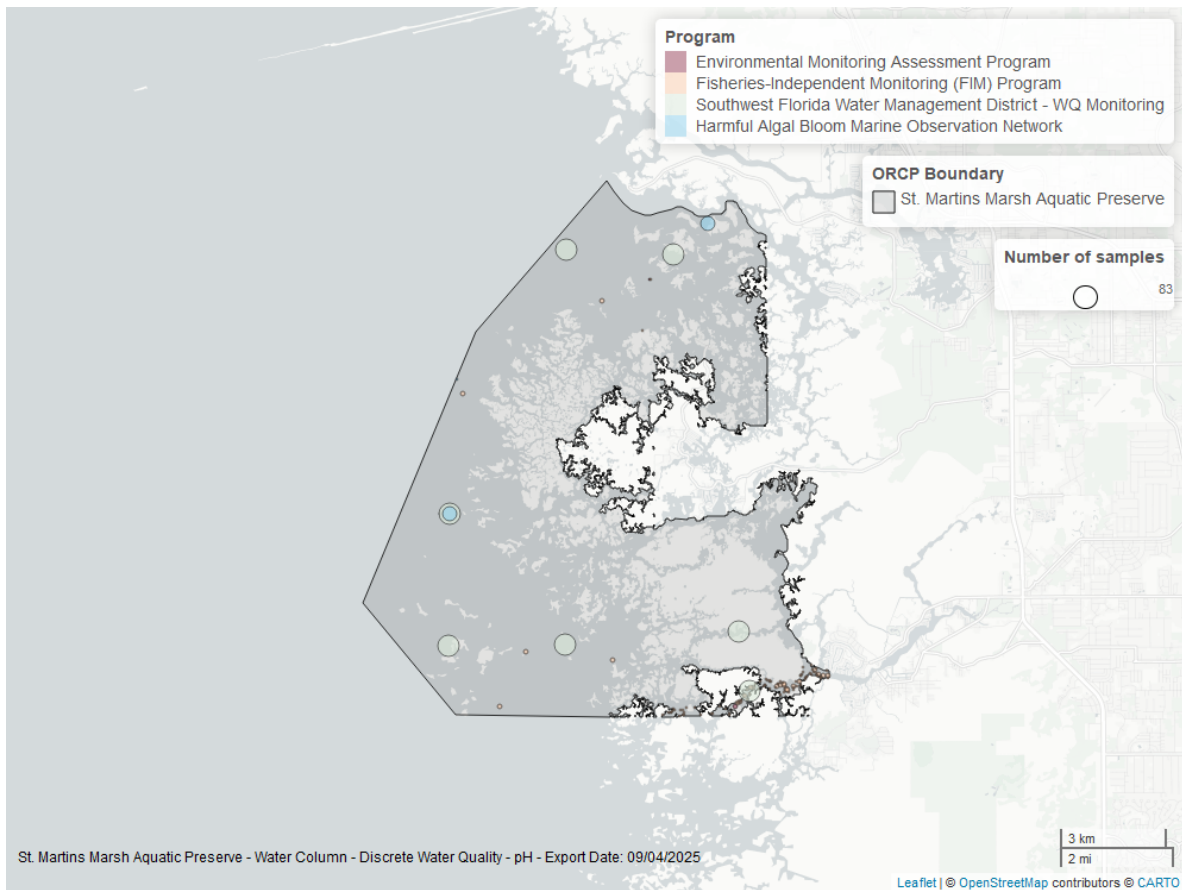 Program
Environmental Monitoring Assessment Program
Fisheries-Independent Monitoring (FIM) Program
Southwest Florida Water Management District - WQ Monitoring
Harmful Algal Bloom Marine Observation Network
ORCP Boundary
St. Martins Marsh Aquatic Preserve
Number of samples
83
3 km
2 mi
St. Martins Marsh Aquatic Preserve - Water Column - Discrete Water Quality - pH - Export Date: 09/04/2025
Leaflet | © OpenStreetMap contributors © CARTO